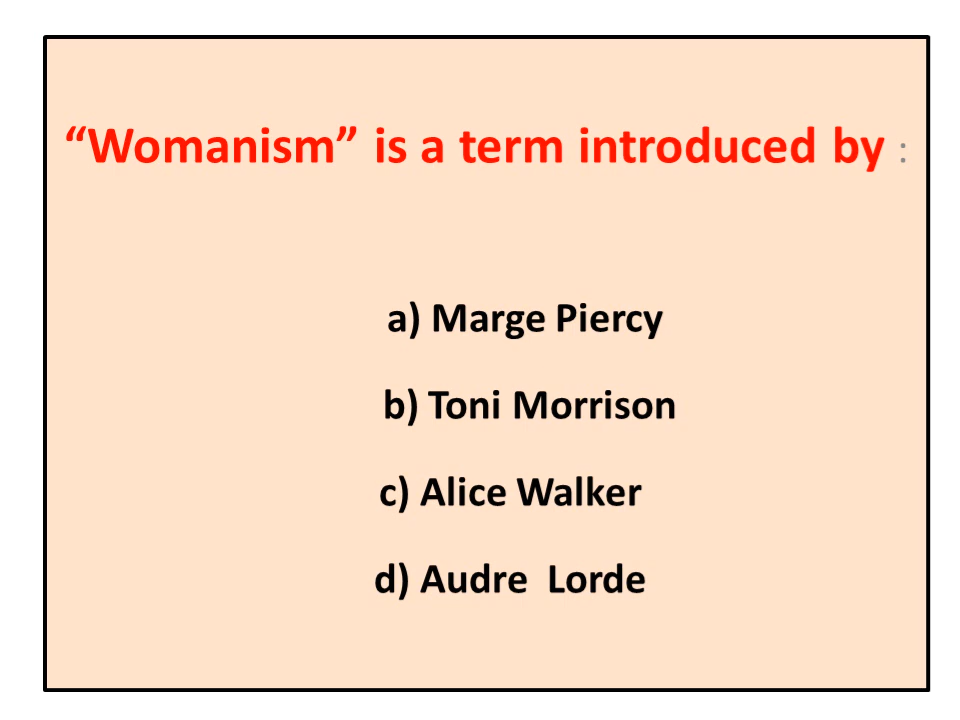 “Womanism” is a term introduced by :
a) Marge Piercy
b) Toni Morrison
c) Alice Walker
d) Audre Lorde